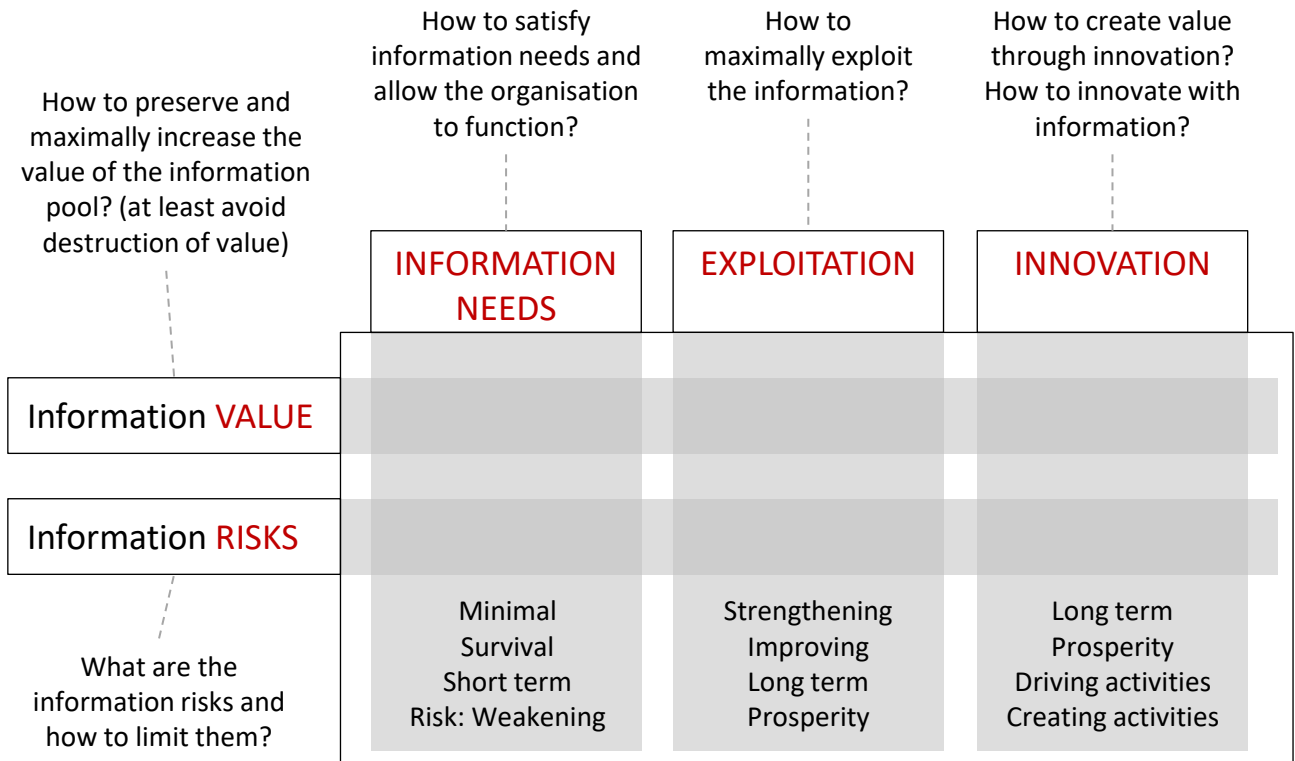 How to satisfy
information needs and
allow the organisation
to function?
How to
maximally exploit
the information?
How to create value
through innovation?
How to innovate with
information?
How to preserve and
maximally increase the
value of the information
pool? (at least avoid
destruction of value)
INFORMATION
NEEDS
EXPLOITATION
INNOVATION
Information VALUE
Information RISKS
Minimal
Survival
Short term
Risk: Weakening
Strengthening
Improving
Long term
Prosperity
Long term
Prosperity
Driving activities
Creating activities
What are the
information risks and
how to limit them?